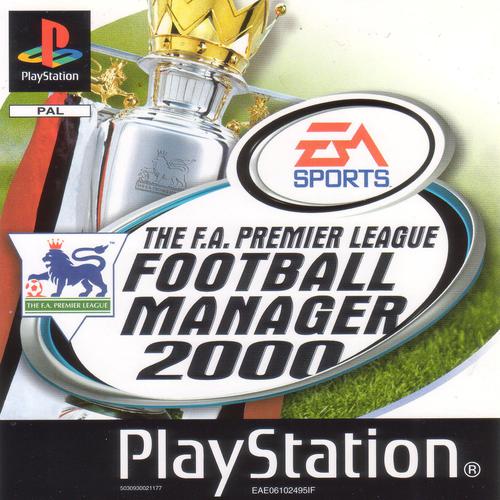 PlayStation
PAL
EA
SPORTS
THE F.A. PREMIER LEAGUE
FOOTBALL
MANAGER
2000
THE F.A. PREMIER LEAGUE
PlayStation®
5030930021177
EAE06102495IF